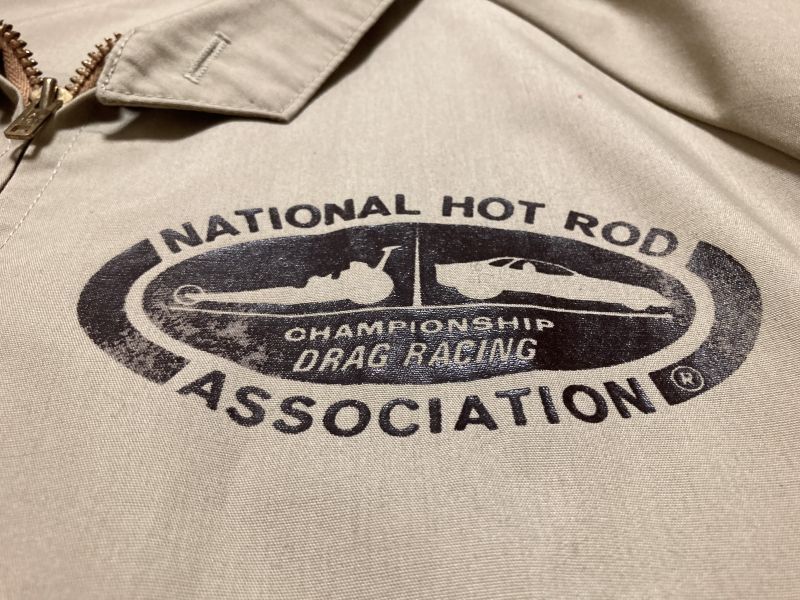 NATIONAL HOT ROD
CHAMPIONSHIP
DRAG RACING
ASSOCIATION ®